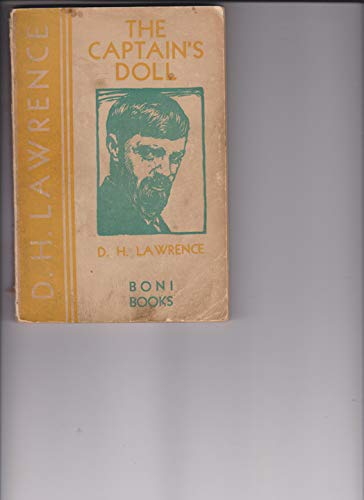 D. H. LAWRENCE
THE
CAPTAIN'S
DOLL
D. H. LAWRENCE
BONI
BOOKS